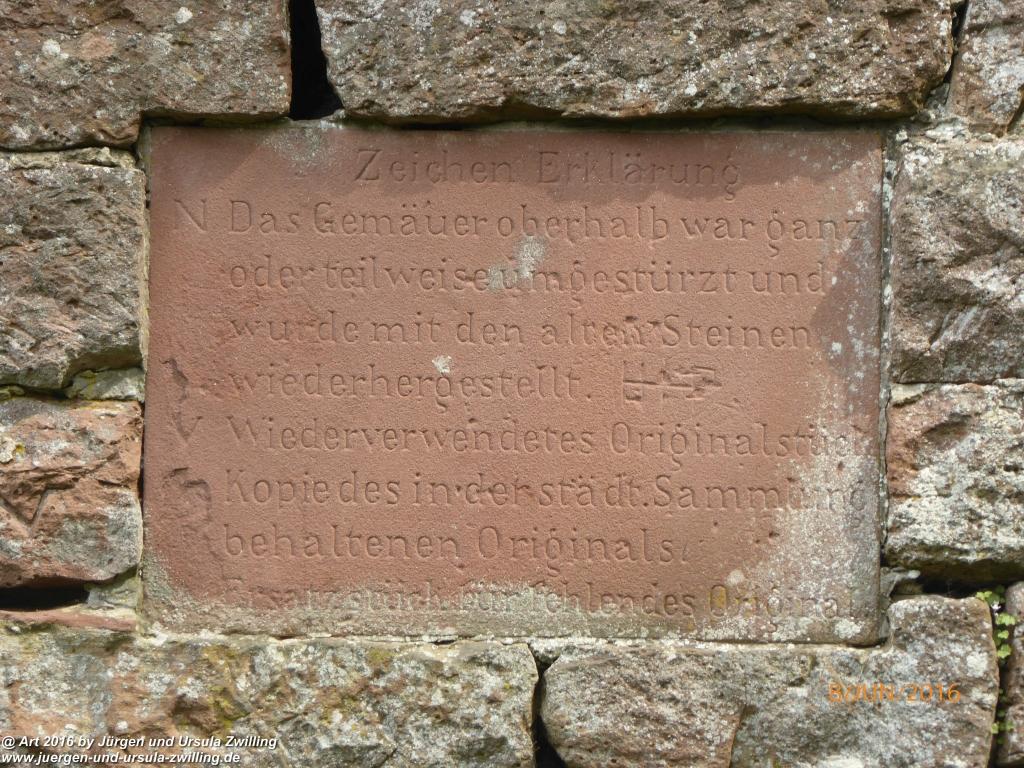 Zeichen Erklärung
N Das Gemäuer oberhalb war ganz
oder teilweise umgestürzt und
wurde mit den alten Steinen
wiederhergestellt.
V Wiederverwendetes Originalstück
Kopie des in der städt. Sammlung
behaltenen Originals
Ersatzstück für fehlendes Original
8/JUN/2016
@ Art 2016 by Jürgen und Ursula Zwilling
www.juergen-und-ursula-zwilling.de